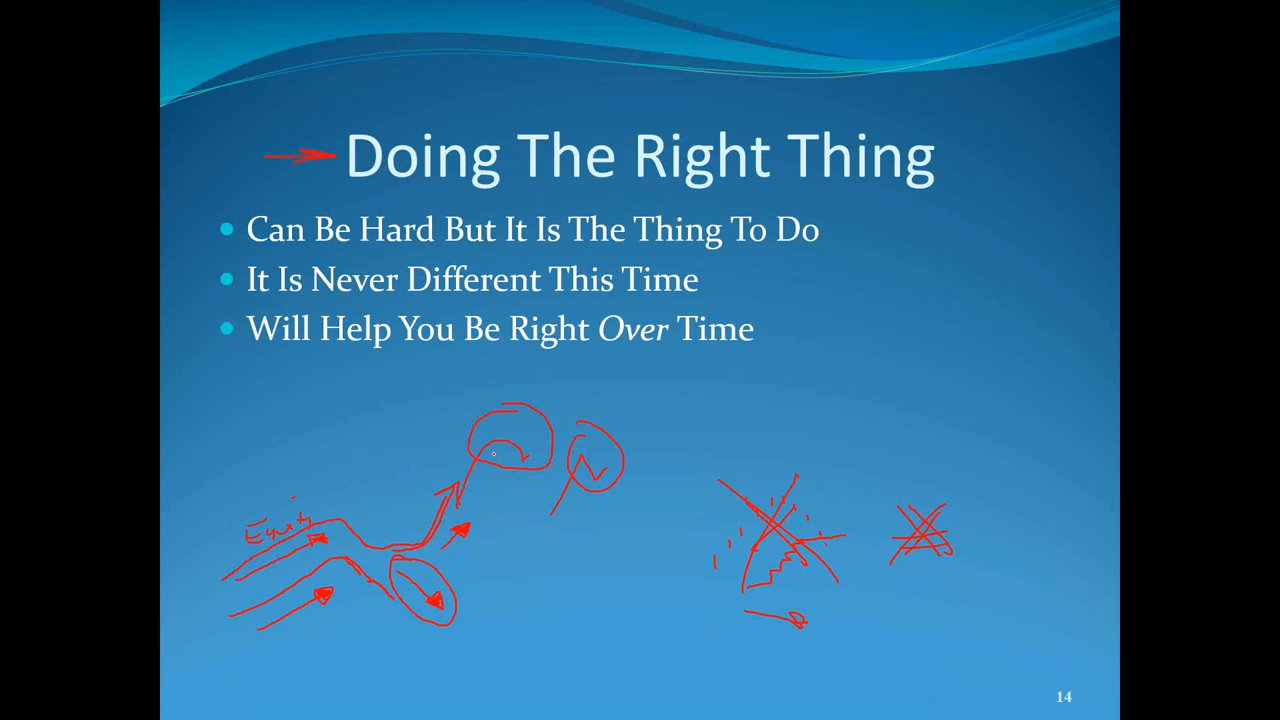 Doing The Right Thing
Can Be Hard But It Is The Thing To Do
It Is Never Different This Time
Will Help You Be Right Over Time
Equity
14